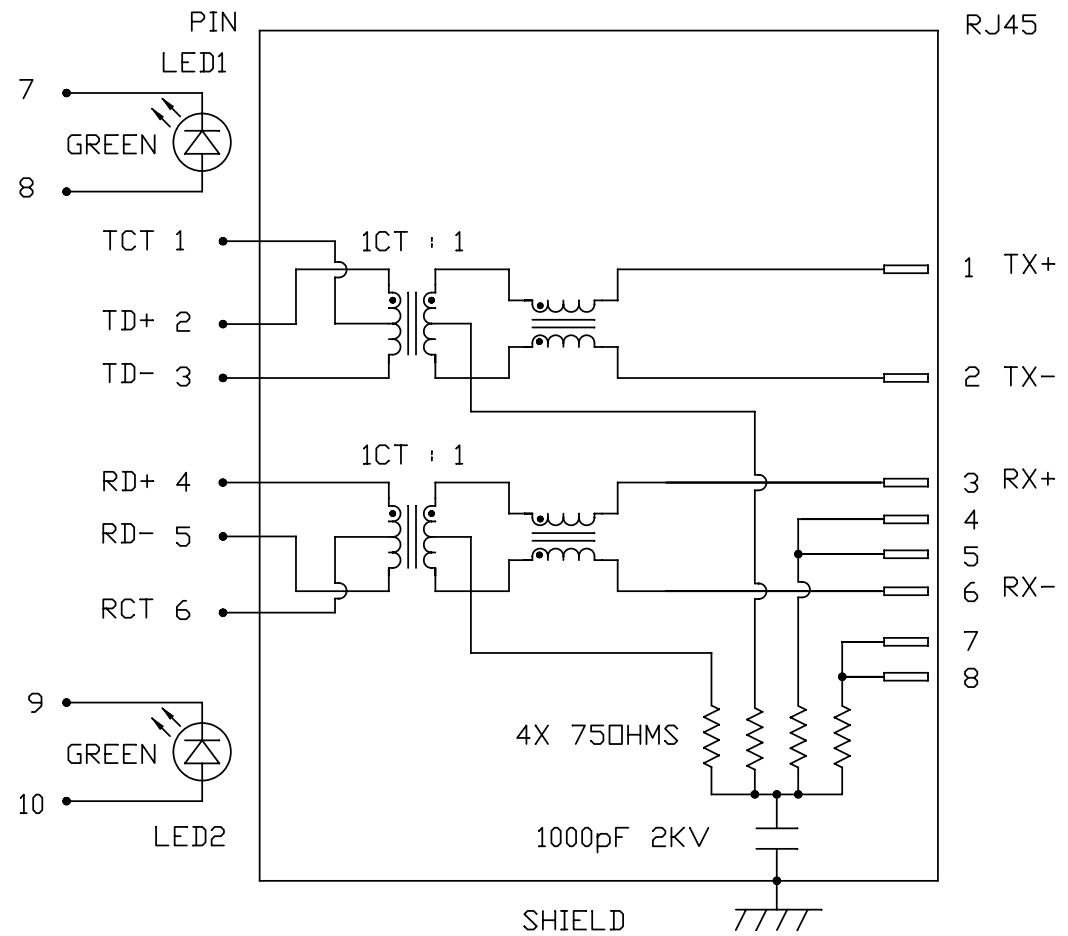 PIN
RJ45
LED1
7
GREEN
8
TCT 1
1CT : 1
1 TX+
TD+ 2
TD- 3
2 TX-
1CT : 1
RD+ 4
3 RX+
4
RD- 5
5
6 RX-
RCT 6
7
8
9
4X 75OHMS
GREEN
10
LED2
1000pF 2KV
SHIELD